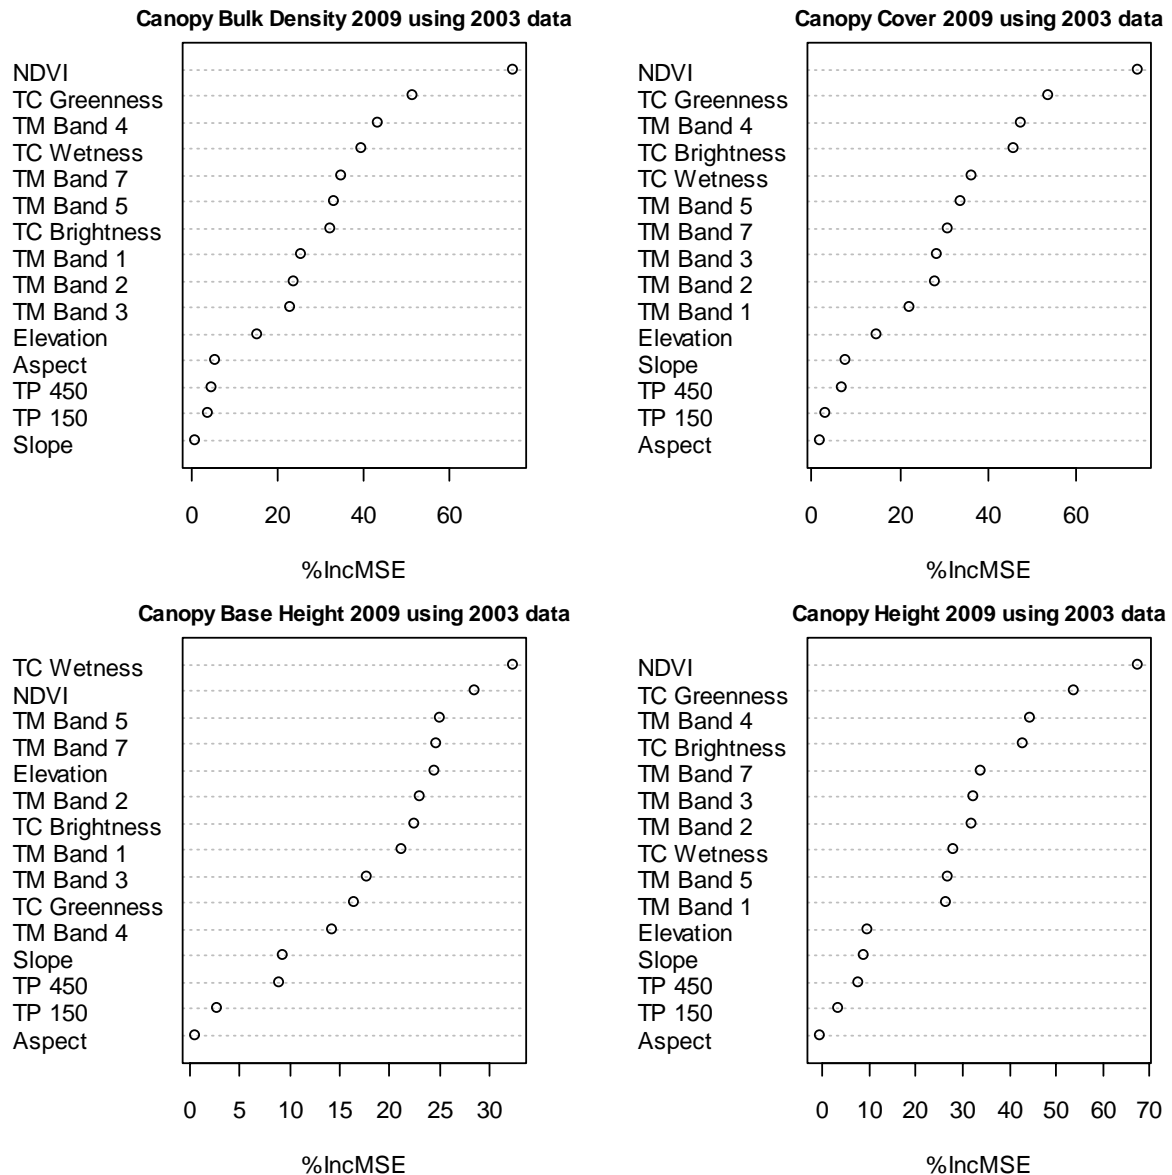 Canopy Bulk Density 2009 using 2003 data
NDVI
TC Greenness
TM Band 4
TC Wetness
TM Band 7
TM Band 5
TC Brightness
TM Band 1
TM Band 2
TM Band 3
Elevation
Aspect
TP 450
TP 150
Slope
0 20 40 60
%IncMSE
Canopy Cover 2009 using 2003 data
NDVI
TC Greenness
TM Band 4
TC Brightness
TC Wetness
TM Band 5
TM Band 7
TM Band 3
TM Band 2
TM Band 1
Elevation
Slope
TP 450
TP 150
Aspect
0 20 40 60
%IncMSE
Canopy Base Height 2009 using 2003 data
TC Wetness
NDVI
TM Band 5
TM Band 7
Elevation
TM Band 2
TC Brightness
TM Band 1
TM Band 3
TC Greenness
TM Band 4
Slope
TP 450
TP 150
Aspect
0 5 10 15 20 25 30
%IncMSE
Canopy Height 2009 using 2003 data
NDVI
TC Greenness
TM Band 4
TC Brightness
TM Band 7
TM Band 3
TM Band 2
TC Wetness
TM Band 5
TM Band 1
Elevation
Slope
TP 450
TP 150
Aspect
0 10 20 30 40 50 60 70
%IncMSE